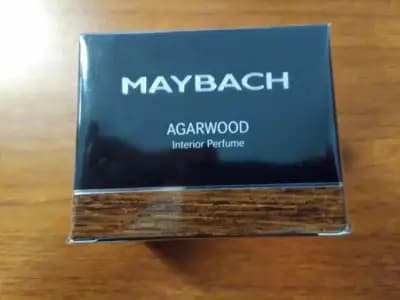 MAYBACH
AGARWOOD
Interior Perfume